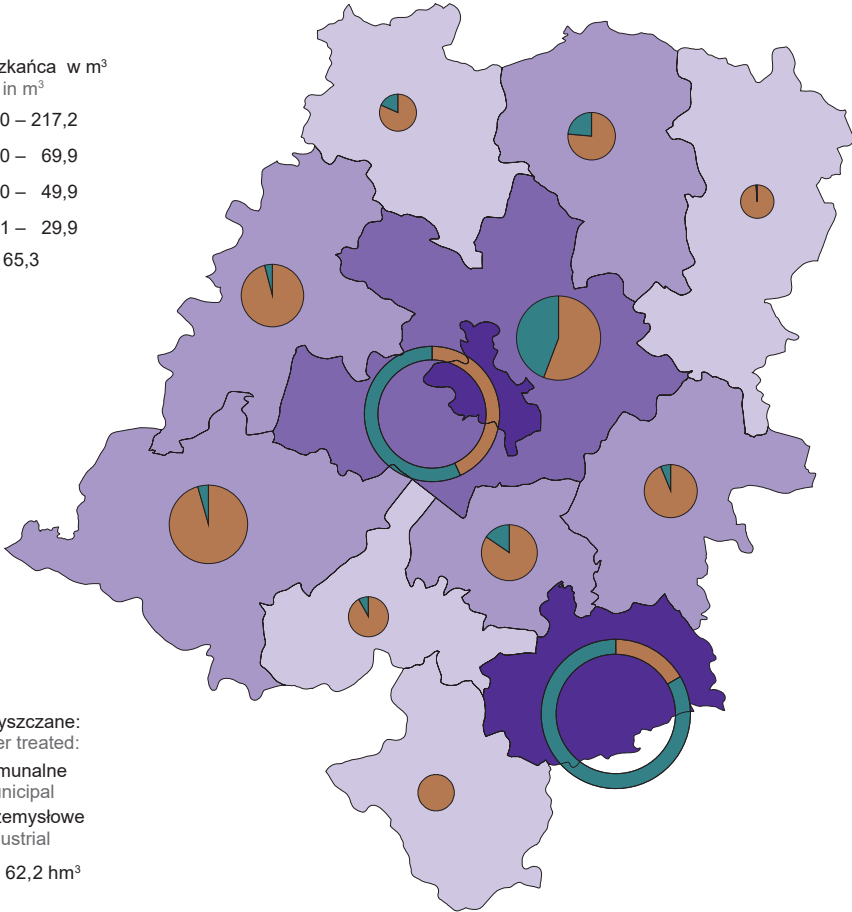 zkańca w m³
in m³
0 – 217,2
0 – 69,9
0 – 49,9
1 – 29,9
65,3
yszczane:
er treated:
munalne
nicipal
zemysłowe
ustrial
62,2 hm³